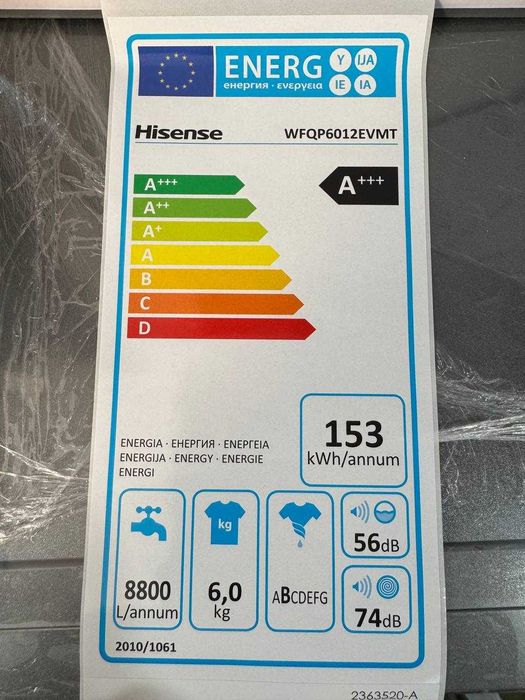 ENERG Y IJA
енергия · ενεργεια IE IA
Hisense WFQP6012EVMT
A+++ A+++
A++
A+
A
B
C
D
153
kWh/annum
ENERGIA · ЕНЕРГИЯ · ΕΝΕΡΓΕΙΑ
ENERGIJA · ENERGY · ENERGIE
ENERGI
kg
56dB
8800
L/annum
6,0
kg
ABCDEFG
74dB
2010/1061
2363520-A